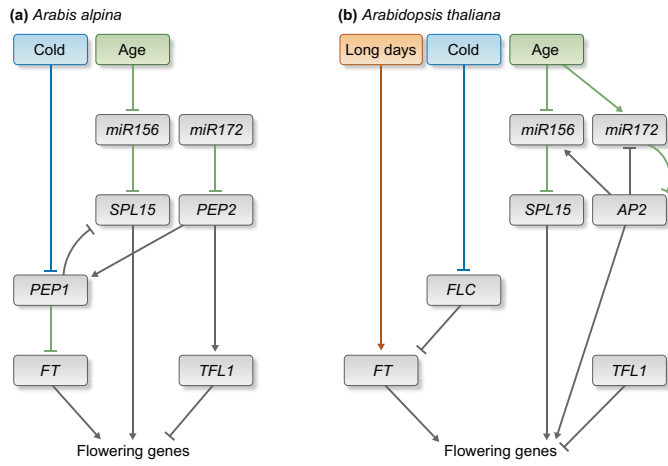 (a) Arabis alpina
Cold
Age
miR156
miR172
SPL15
PEP2
PEP1
FT
TFL1
Flowering genes
(b) Arabidopsis thaliana
Long days
Cold
Age
miR156
miR172
SPL15
AP2
FLC
FT
TFL1
Flowering genes